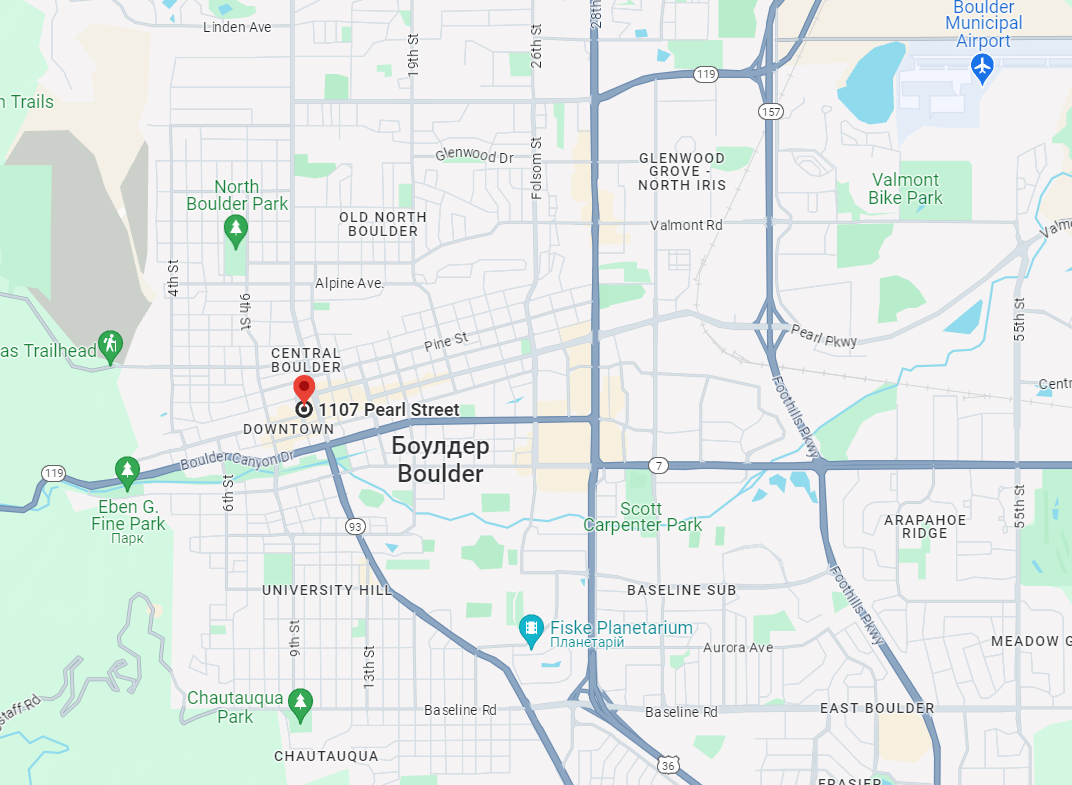 Linden Ave
19th St
26th St
28th
Boulder
Municipal
Airport
119
157
n Trails
Glenwood Dr
Folsom St
GLENWOOD
GROVE -
NORTH IRIS
Valmont
Bike Park
North
Boulder Park
OLD NORTH
BOULDER
Valmont Rd
Valmo
4th St
9th St
Alpine Ave.
55th St
Pine St
Pearl Pkwy
as Trailhead
CENTRAL
BOULDER
Foothills Pkwy
Centr
1107 Pearl Street
DOWNTOWN
Боулдер
Boulder
Boulder Canyon Dr
119
7
6th St
55th St
Eben G.
Fine Park
Парк
Scott
Carpenter Park
93
ARAPAHOE
RIDGE
UNIVERSITY HILL
BASELINE SUB
Foothills Pkwy
9th St
13th St
Fiske Planetarium
Планетарій
Aurora Ave
MEADOW G
staff Rd
Chautauqua
Park
Baseline Rd
Baseline Rd
EAST BOULDER
CHAUTAUQUA
36
FRASIER